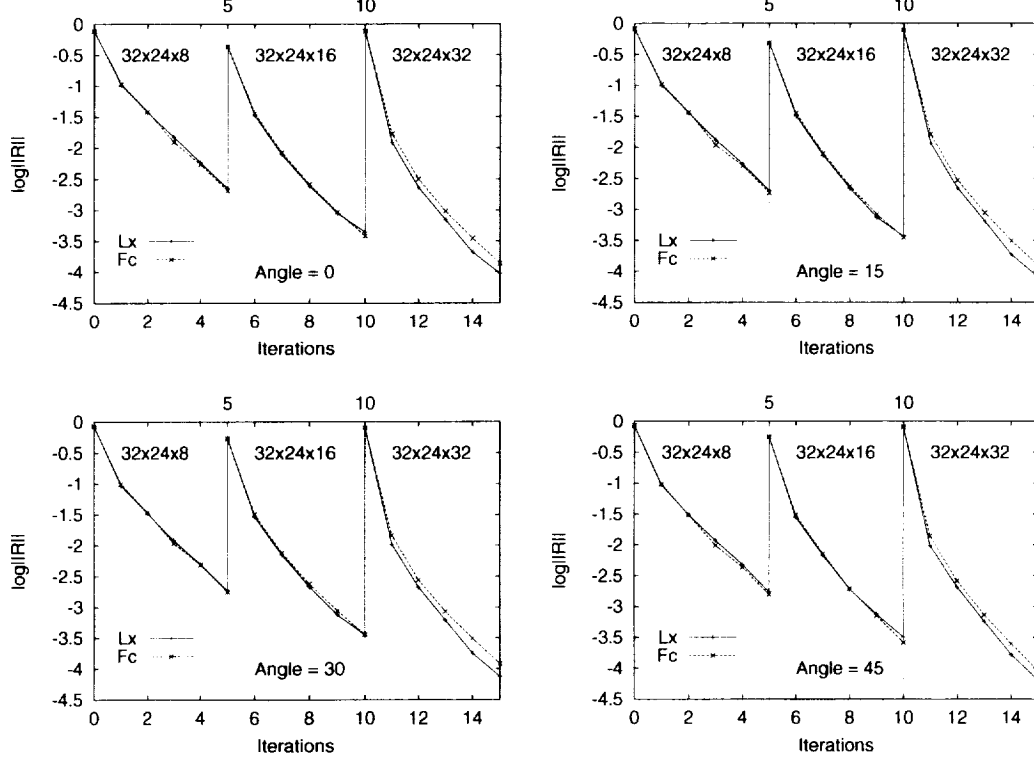 5 10
0
-0.5
-1
-1.5
-2
-2.5
-3
-3.5
-4
-4.5
log||R||
32x24x8 32x24x16 32x24x32
Lx
Fc
Angle = 0
0 2 4 6 8 10 12 14
Iterations
5 10
0
-0.5
-1
-1.5
-2
-2.5
-3
-3.5
-4
-4.5
log||R||
32x24x8 32x24x16 32x24x32
Lx
Fc
Angle = 15
0 2 4 6 8 10 12 14
Iterations
5 10
0
-0.5
-1
-1.5
-2
-2.5
-3
-3.5
-4
-4.5
log||R||
32x24x8 32x24x16 32x24x32
Lx
Fc
Angle = 30
0 2 4 6 8 10 12 14
Iterations
5 10
0
-0.5
-1
-1.5
-2
-2.5
-3
-3.5
-4
-4.5
log||R||
32x24x8 32x24x16 32x24x32
Lx
Fc
Angle = 45
0 2 4 6 8 10 12 14
Iterations